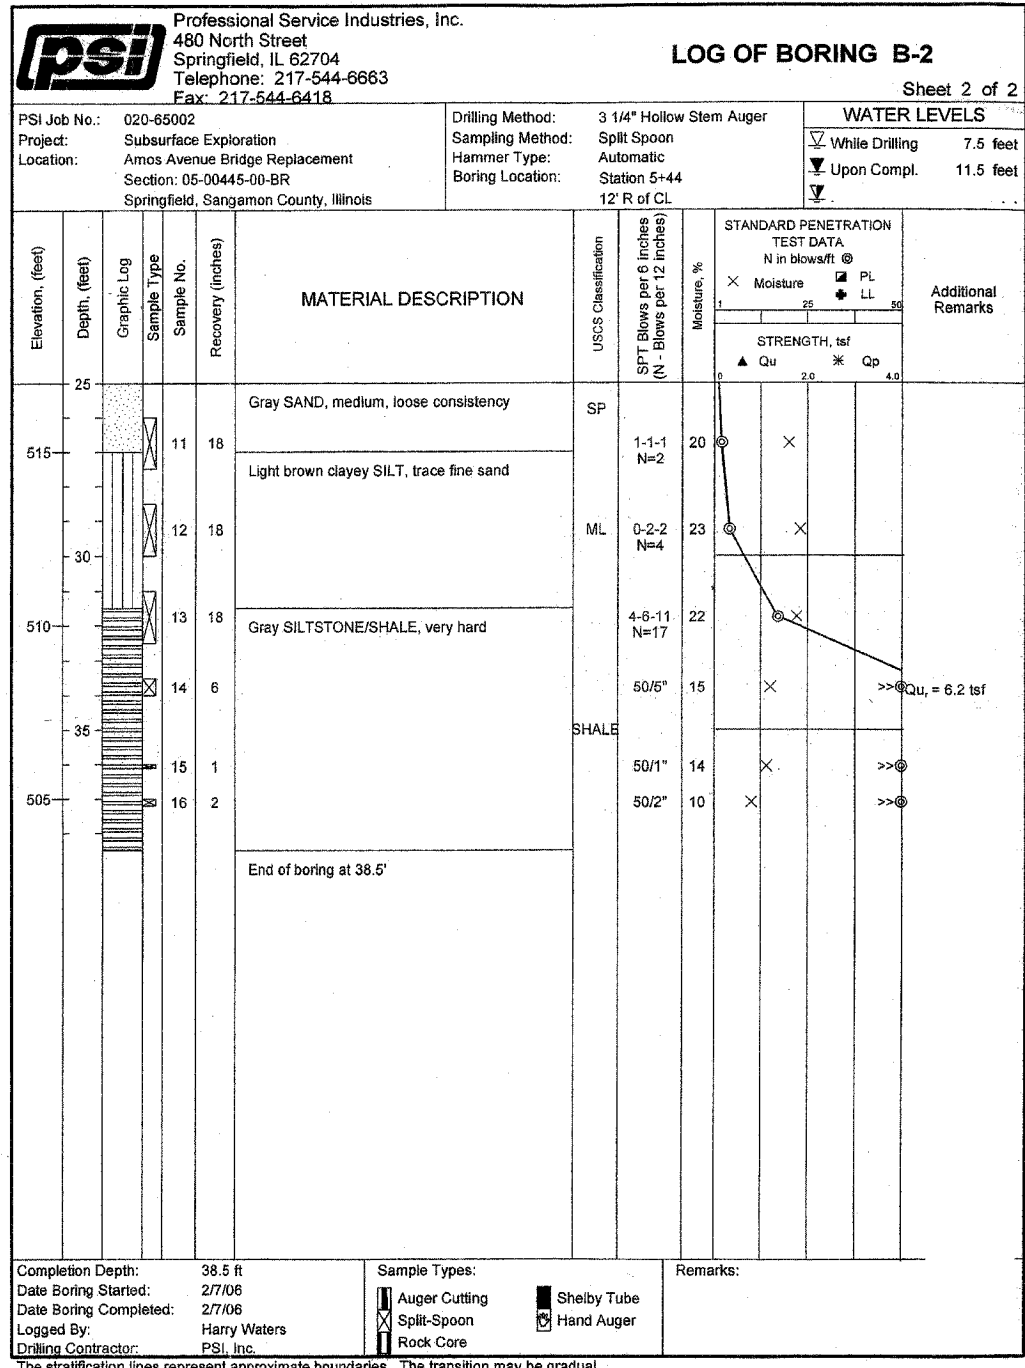 psi
Professional Service Industries, Inc.
480 North Street
Springfield, IL 62704
Telephone: 217-544-6663
Fax: 217-544-6418
LOG OF BORING B-2
Sheet 2 of 2
PSI Job No.: 020-65002
Project: Subsurface Exploration
Location: Amos Avenue Bridge Replacement
Section: 05-00445-00-BR
Springfield, Sangamon County, Illinois
Drilling Method: 3 1/4" Hollow Stem Auger
Sampling Method: Split Spoon
Hammer Type: Automatic
Boring Location: Station 5+44
12' R of CL
WATER LEVELS
While Drilling 7.5 feet
Upon Compl. 11.5 feet
Elevation, (feet)
Depth, (feet)
Graphic Log
Sample Type
Sample No.
Recovery (inches)
MATERIAL DESCRIPTION
USCS Classification
SPT Blows per 6 inches
(N - Blows per 12 inches)
Moisture, %
STANDARD PENETRATION
TEST DATA
N in blows/ft
Moisture PL
LL
1 25 50
STRENGTH, tsf
Qu Qp
0 2.0 4.0
Additional
Remarks
25
Gray SAND, medium, loose consistency SP
11 18 1-1-1 20
N=2
515
Light brown clayey SILT, trace fine sand
12 18 ML 0-2-2 23
N=4
30
13 18 4-6-11 22
510 Gray SILTSTONE/SHALE, very hard N=17
14 6 50/5" 15 >> Qur = 6.2 tsf
35 SHALE
15 1 50/1" 14 >>
505 16 2 50/2" 10 >>
End of boring at 38.5'
Completion Depth: 38.5 ft
Date Boring Started: 2/7/06
Date Boring Completed: 2/7/06
Logged By: Harry Waters
Drilling Contractor: PSI, Inc.
Sample Types:
Auger Cutting
Split-Spoon
Rock Core
Shelby Tube
Hand Auger
Remarks:
The stratification lines represent approximate boundaries. The transition may be gradual.